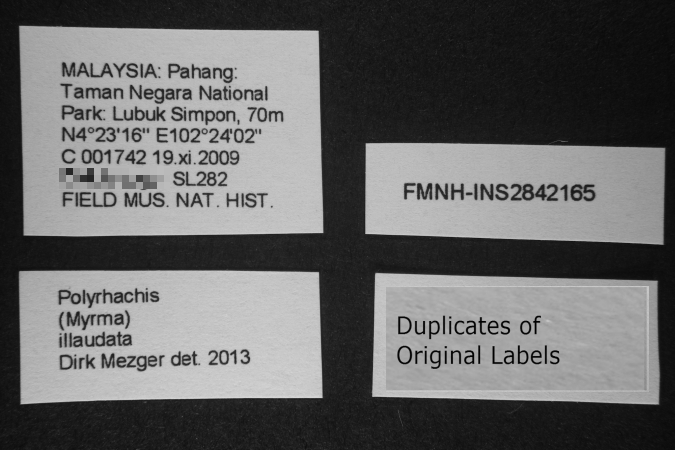 MALAYSIA: Pahang:
Taman Negara National
Park: Lubuk Simpon, 70m
N4°23'16" E102°24'02"
C 001742 19.xi.2009
SL282
FIELD MUS. NAT. HIST.
FMNH-INS2842165
Polyrhachis
(Myrma)
illaudata
Dirk Mezger det. 2013
Duplicates of
Original Labels